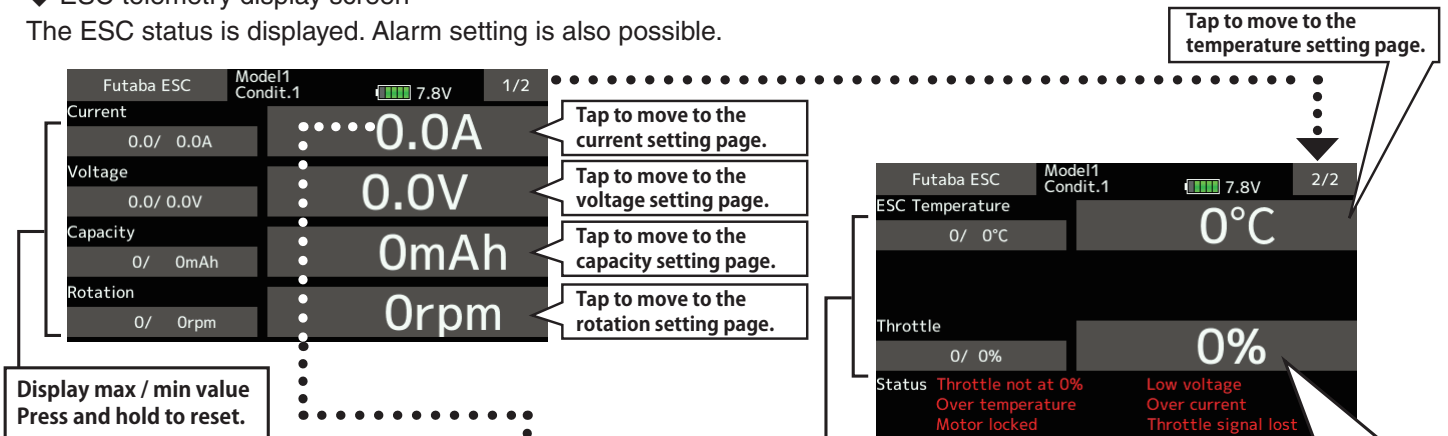 ◆ ESC telemetry display screen
The ESC status is displayed. Alarm setting is also possible.
Tap to move to the
temperature setting page.
Futaba ESC
Model1
Condit.1
7.8V
1/2
Current
0.0/ 0.0A
0.0A
Tap to move to the
current setting page.
Voltage
0.0/ 0.0V
0.0V
Tap to move to the
voltage setting page.
Capacity
0/ 0mAh
0mAh
Tap to move to the
capacity setting page.
Rotation
0/ 0rpm
0rpm
Tap to move to the
rotation setting page.
Display max / min value
Press and hold to reset.
Futaba ESC
Model1
Condit.1
7.8V
2/2
ESC Temperature
0/ 0°C
0°C
Throttle
0/ 0%
0%
Status Throttle not at 0% Low voltage
Over temperature Over current
Motor locked Throttle signal lost